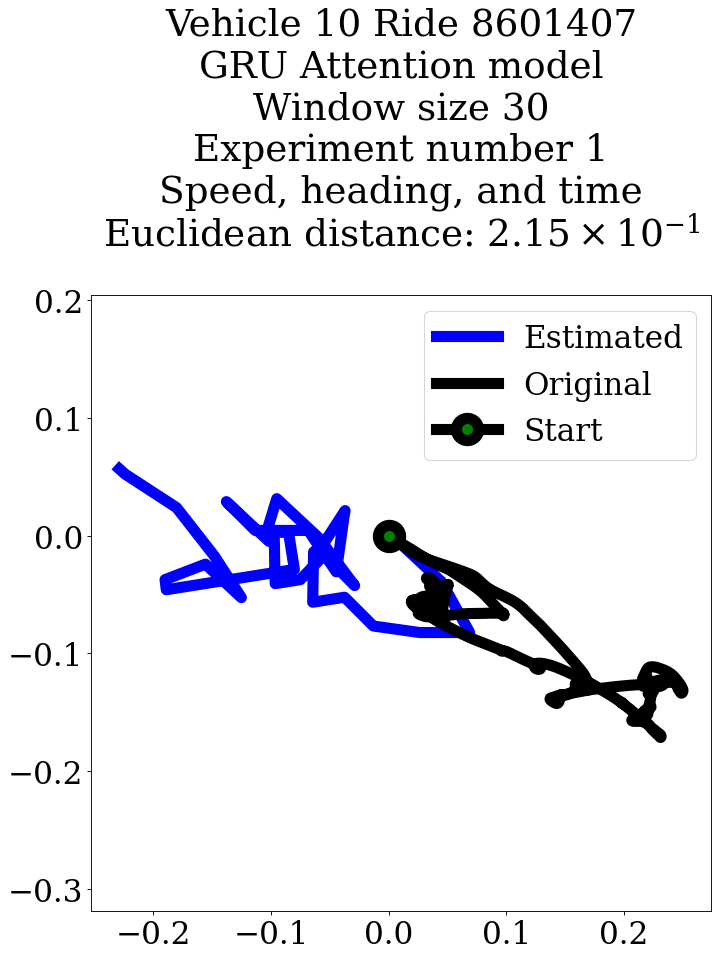 Vehicle 10 Ride 8601407
GRU Attention model
Window size 30
Experiment number 1
Speed, heading, and time
Euclidean distance: 2.15 × 10⁻¹
Estimated
Original
Start
0.2
0.1
0.0
−0.1
−0.2
−0.3
−0.2
−0.1
0.0
0.1
0.2